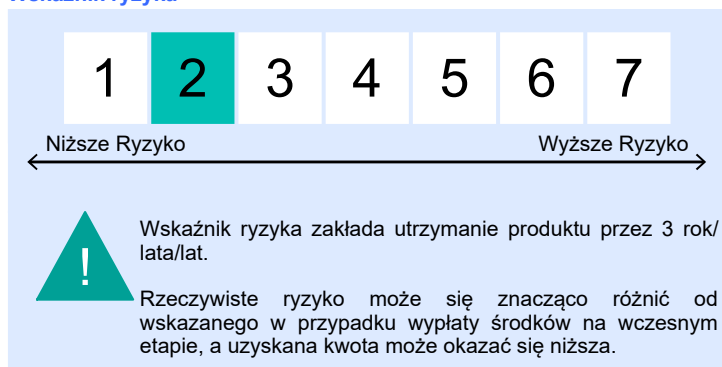 Wskaźnik ryzyka
1 2 3 4 5 6 7
Niższe Ryzyko Wyższe Ryzyko
! Wskaźnik ryzyka zakłada utrzymanie produktu przez 3 rok/
lata/lat.
Rzeczywiste ryzyko może się znacząco różnić od
wskazanego w przypadku wypłaty środków na wczesnym
etapie, a uzyskana kwota może okazać się niższa.